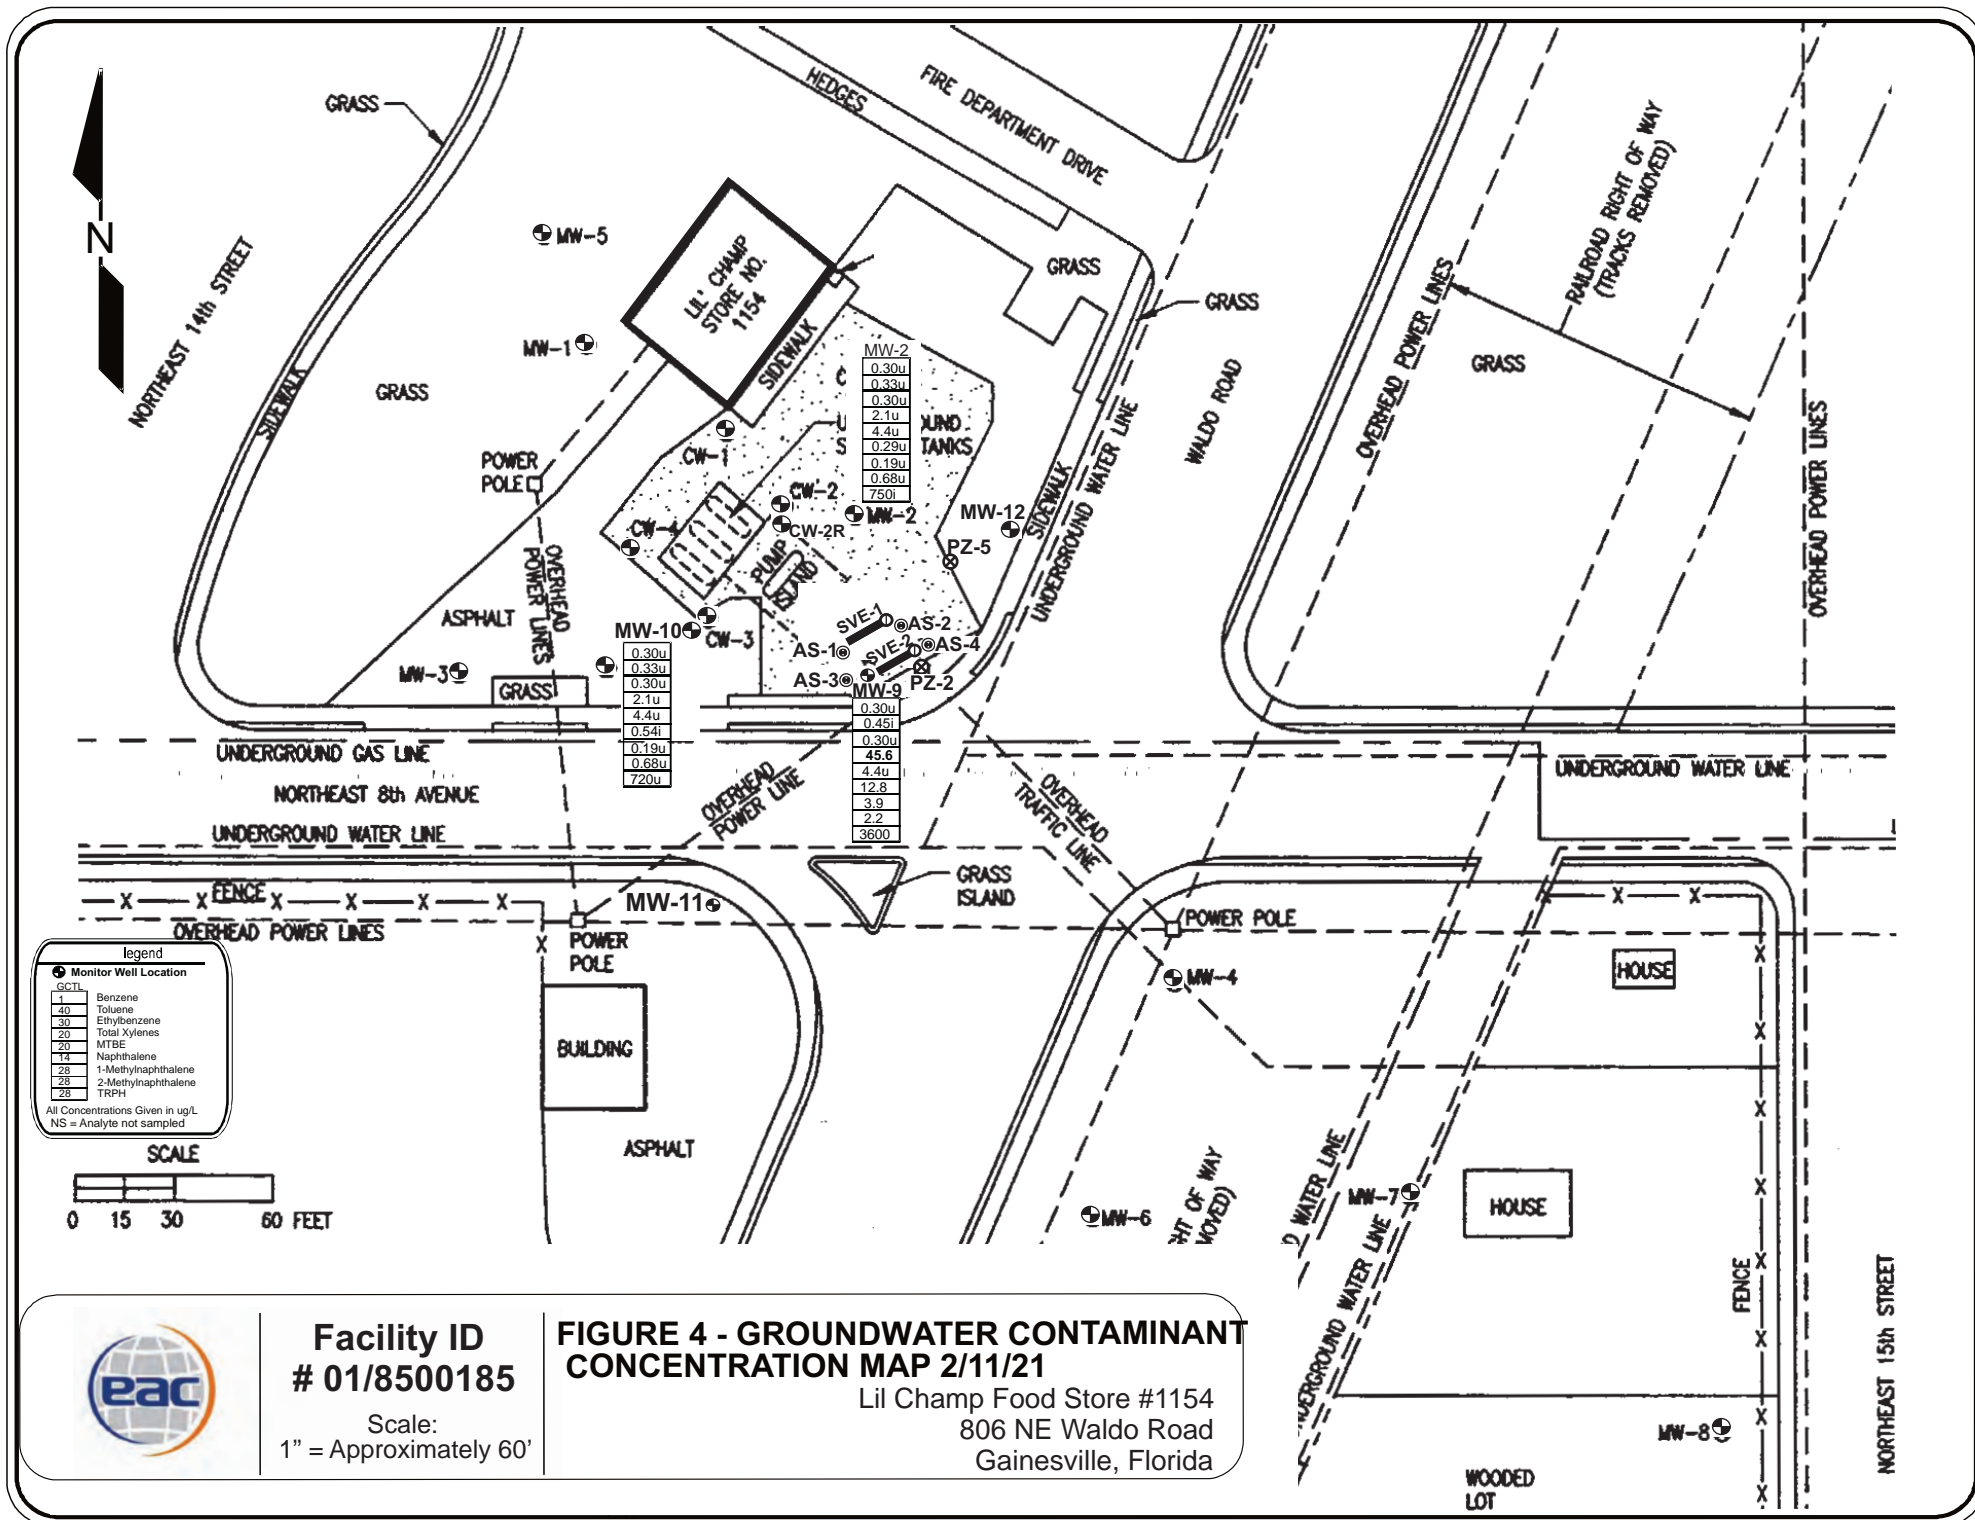 HEDGES
FIRE DEPARTMENT DRIVE
GRASS
N
NORTHEAST 14th STREET
SIDEWALK
MW-5
LIL' CHAMP
STORE NO.
1154
MW-1
GRASS
SIDEWALK
GRASS
GRASS
WALDO ROAD
OVERHEAD POWER LINES
RAILROAD RIGHT OF WAY
(TRACKS REMOVED)
GRASS
OVERHEAD POWER LINES
MW-2
0.30u
0.33u
0.30u
2.1u
4.4u
0.29u
0.19u
0.68u
750i
UND
TANKS
POWER
POLE
CW-1
CW-2
CW-2R
MW-2
MW-12
SIDEWALK
UNDERGROUND WATER LINE
PZ-5
CW-4
PUMP
ISLAND
OVERHEAD
POWER LINES
ASPHALT
MW-10
CW-3
0.30u
0.33u
0.30u
2.1u
4.4u
0.54i
0.19u
0.68u
720u
SVE-1
AS-2
AS-1
SVE-2
AS-4
AS-3
PZ-2
MW-9
0.30u
0.45i
0.30u
45.6
4.4u
12.8
3.9
2.2
3600
MW-3
GRASS
UNDERGROUND GAS LINE
NORTHEAST 8th AVENUE
UNDERGROUND WATER LINE
OVERHEAD
POWER LINE
OVERHEAD
TRAFFIC LINE
UNDERGROUND WATER LINE
FENCE
OVERHEAD POWER LINES
MW-11
POWER
POLE
GRASS
ISLAND
POWER POLE
MW-4
HOUSE
legend
Monitor Well Location
GCTL
1 Benzene
40 Toluene
30 Ethylbenzene
20 Total Xylenes
20 MTBE
14 Naphthalene
28 1-Methylnaphthalene
28 2-Methylnaphthalene
28 TRPH
All Concentrations Given in ug/L
NS = Analyte not sampled
BUILDING
ASPHALT
SCALE
0 15 30 60 FEET
MW-6
HT OF WAY
MOVED)
D WATER LINE
MW-7
UNDERGROUND WATER LINE
HOUSE
FENCE
NORTHEAST 15th STREET
MW-8
WOODED
LOT
eac
Facility ID
# 01/8500185
Scale:
1” = Approximately 60’
FIGURE 4 - GROUNDWATER CONTAMINANT
CONCENTRATION MAP 2/11/21
Lil Champ Food Store #1154
806 NE Waldo Road
Gainesville, Florida